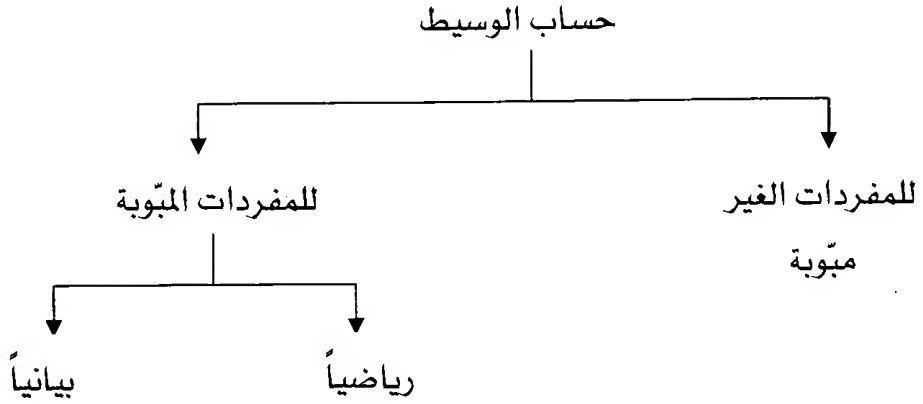 حساب الوسيط
للمفردات الغير
مبّوبة
للمفردات المبّوبة
رياضياً
بيانياً